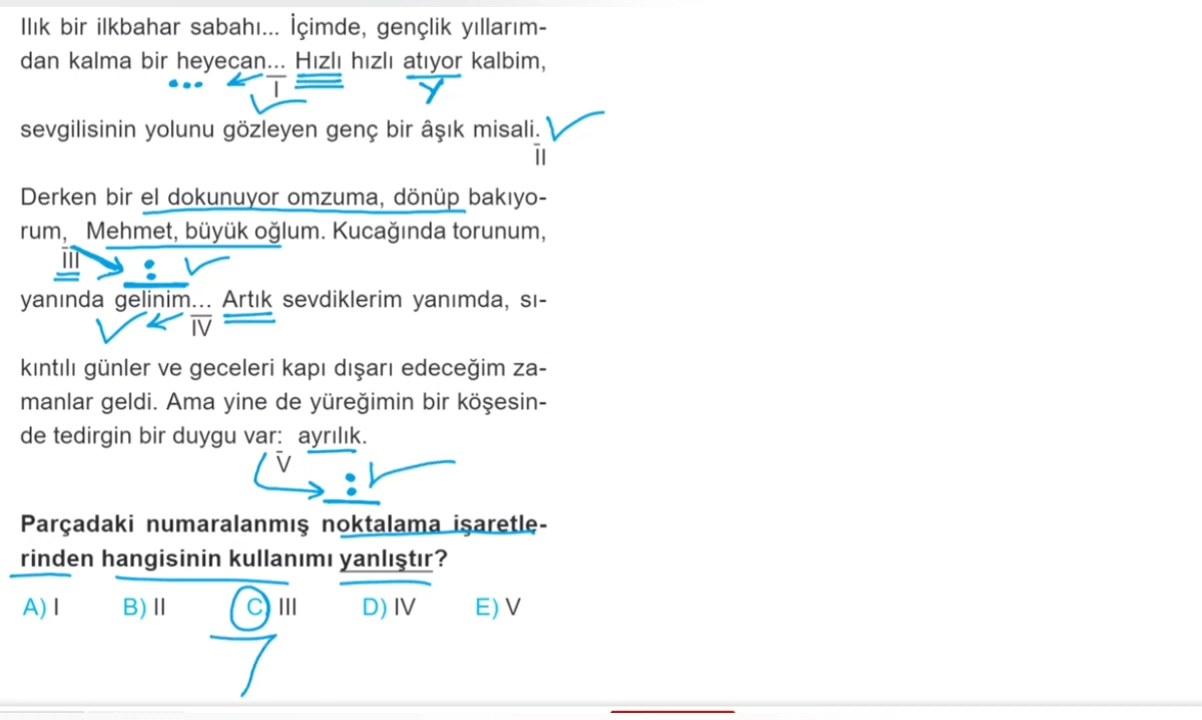 Ilık bir ilkbahar sabahı... İçimde, gençlik yıllarım-
dan kalma bir heyecan... Hızlı hızlı atıyor kalbim,
... I Y
sevgilisinin yolunu gözleyen genç bir âşık misali.
II
Derken bir el dokunuyor omzuma, dönüp bakıyo-
rum, Mehmet, büyük oğlum. Kucağında torunum,
III :
yanında gelinim... Artık sevdiklerim yanımda, sı-
IV
kıntılı günler ve geceleri kapı dışarı edeceğim za-
manlar geldi. Ama yine de yüreğimin bir köşesin-
de tedirgin bir duygu var: ayrılık.
V :
Parçadaki numaralanmış noktalama işaretle-
rinden hangisinin kullanımı yanlıştır?
A) I B) II C) III D) IV E) V
7